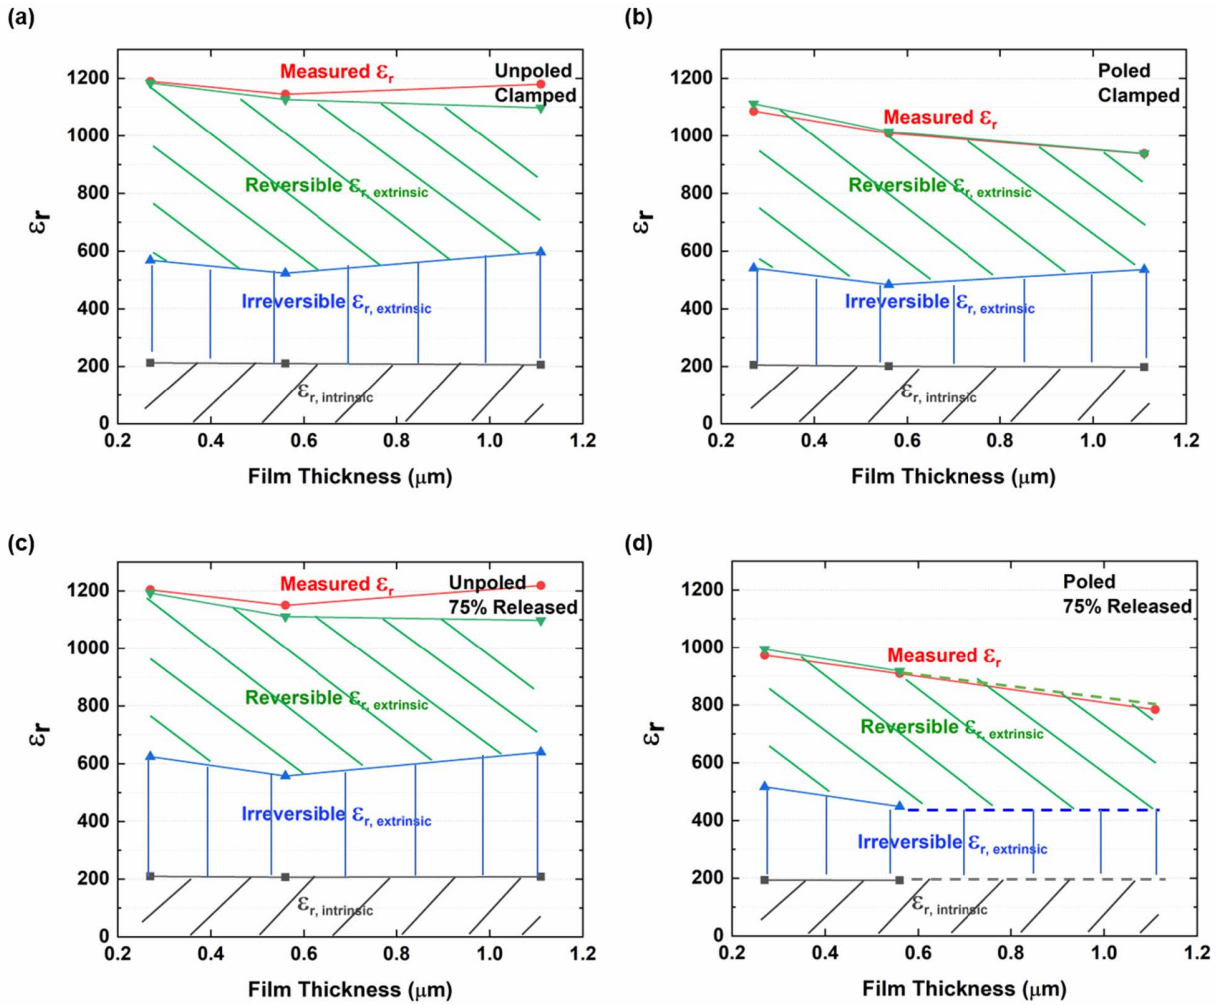 (a)
Unpoled
Clamped
Measured εr
Reversible εr, extrinsic
Irreversible εr, extrinsic
εr, intrinsic
1200
1000
800
600
400
200
0
εr
0.2 0.4 0.6 0.8 1.0 1.2
Film Thickness (μm)
(b)
Poled
Clamped
Measured εr
Reversible εr, extrinsic
Irreversible εr, extrinsic
εr, intrinsic
1200
1000
800
600
400
200
0
0.2 0.4 0.6 0.8 1.0 1.2
Film Thickness (μm)
(c)
Unpoled
75% Released
Measured εr
Reversible εr, extrinsic
Irreversible εr, extrinsic
εr, intrinsic
1200
1000
800
600
400
200
0
εr
0.2 0.4 0.6 0.8 1.0 1.2
Film Thickness (μm)
(d)
Poled
75% Released
Measured εr
Reversible εr, extrinsic
Irreversible εr, extrinsic
εr, intrinsic
1200
1000
800
600
400
200
0
εr
0.2 0.4 0.6 0.8 1.0 1.2
Film Thickness (μm)